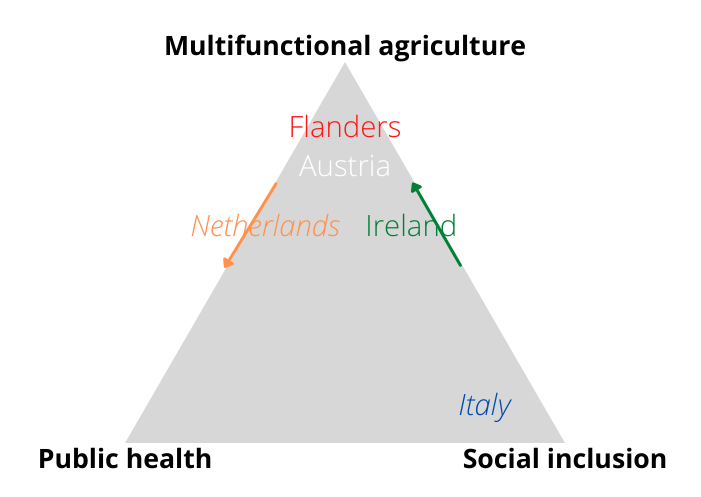 Multifunctional agriculture
Flanders
Austria
Netherlands Ireland
Italy
Public health Social inclusion